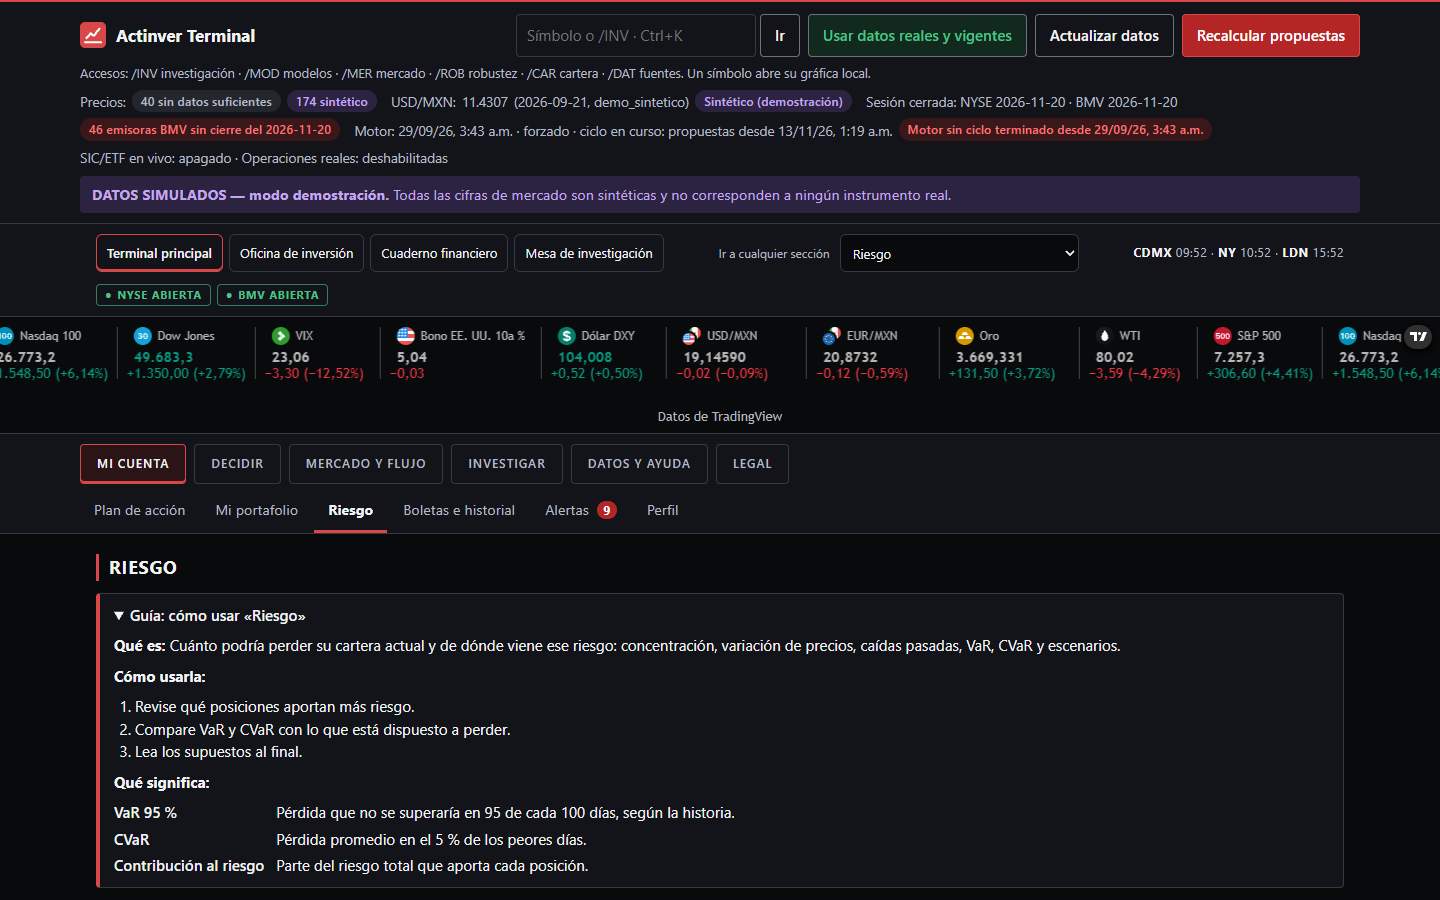 Actinver Terminal
Símbolo o /INV · Ctrl+K
Ir
Usar datos reales y vigentes
Actualizar datos
Recalcular propuestas
Accesos: /INV investigación · /MOD modelos · /MER mercado · /ROB robustez · /CAR cartera · /DAT fuentes. Un símbolo abre su gráfica local.
Precios: 40 sin datos suficientes 174 sintético USD/MXN: 11.4307 (2026-09-21, demo_sintetico) Sintético (demostración) Sesión cerrada: NYSE 2026-11-20 · BMV 2026-11-20
46 emisoras BMV sin cierre del 2026-11-20 Motor: 29/09/26, 3:43 a.m. · forzado · ciclo en curso: propuestas desde 13/11/26, 1:19 a.m. Motor sin ciclo terminado desde 29/09/26, 3:43 a.m.
SIC/ETF en vivo: apagado · Operaciones reales: deshabilitadas
DATOS SIMULADOS — modo demostración. Todas las cifras de mercado son sintéticas y no corresponden a ningún instrumento real.
Terminal principal Oficina de inversión Cuaderno financiero Mesa de investigación Ir a cualquier sección Riesgo CDMX 09:52 · NY 10:52 · LDN 15:52
● NYSE ABIERTA ● BMV ABIERTA
100 Nasdaq 100 30 Dow Jones VIX Bono EE. UU. 10a % Dólar DXY USD/MXN EUR/MXN Oro WTI 500 S&P 500 100 Nasdaq
26.773,2 49.683,3 23,06 5,04 104,008 19,14590 20,8732 3.669,331 80,02 7.257,3 26.773,2
1.548,50 (+6,14%) +1.350,00 (+2,79%) −3,30 (−12,52%) −0,03 +0,52 (+0,50%) −0,02 (−0,09%) −0,12 (−0,59%) +131,50 (+3,72%) −3,59 (−4,29%) +306,60 (+4,41%) +1.548,50 (+6,14%
Datos de TradingView
MI CUENTA DECIDIR MERCADO Y FLUJO INVESTIGAR DATOS Y AYUDA LEGAL
Plan de acción Mi portafolio Riesgo Boletas e historial Alertas 9 Perfil
RIESGO
▼ Guía: cómo usar «Riesgo»
Qué es: Cuánto podría perder su cartera actual y de dónde viene ese riesgo: concentración, variación de precios, caídas pasadas, VaR, CVaR y escenarios.
Cómo usarla:
1. Revise qué posiciones aportan más riesgo.
2. Compare VaR y CVaR con lo que está dispuesto a perder.
3. Lea los supuestos al final.
Qué significa:
VaR 95 % Pérdida que no se superaría en 95 de cada 100 días, según la historia.
CVaR Pérdida promedio en el 5 % de los peores días.
Contribución al riesgo Parte del riesgo total que aporta cada posición.